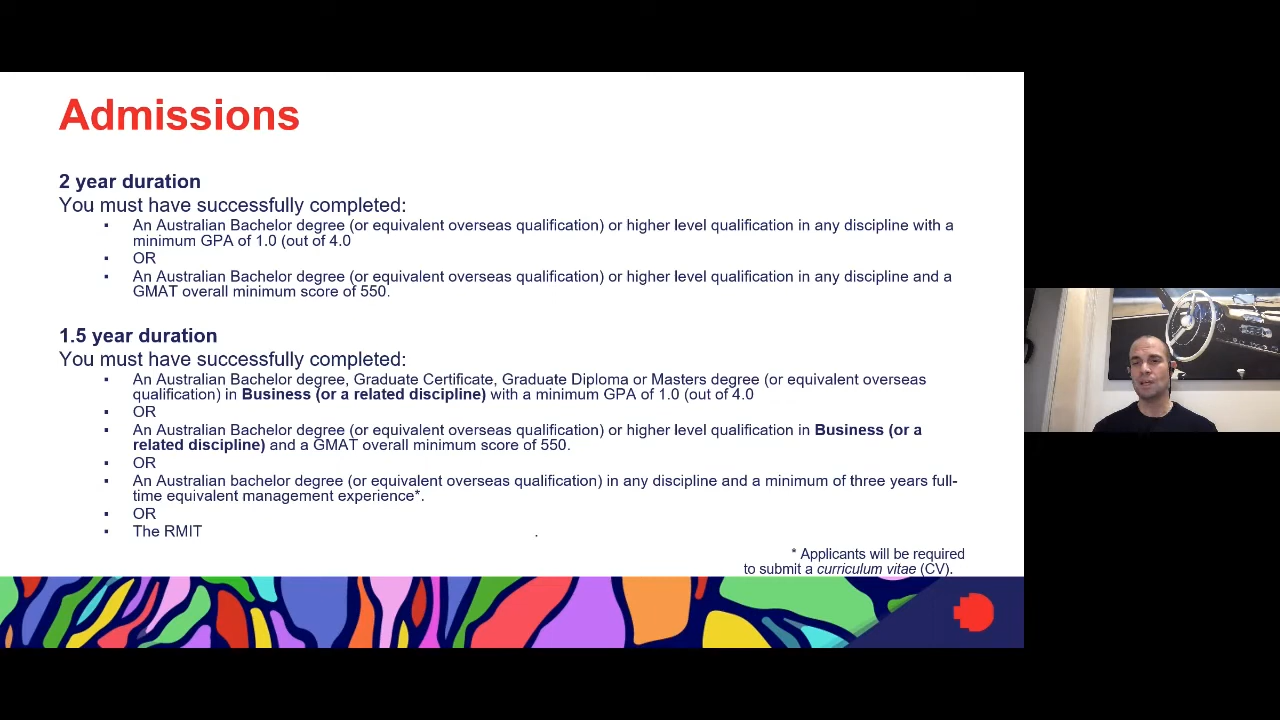 Admissions
2 year duration
You must have successfully completed:
▪ An Australian Bachelor degree (or equivalent overseas qualification) or higher level qualification in any discipline with a
minimum GPA of 1.0 (out of 4.0
▪ OR
▪ An Australian Bachelor degree (or equivalent overseas qualification) or higher level qualification in any discipline and a
GMAT overall minimum score of 550.
1.5 year duration
You must have successfully completed:
▪ An Australian Bachelor degree, Graduate Certificate, Graduate Diploma or Masters degree (or equivalent overseas
qualification) in Business (or a related discipline) with a minimum GPA of 1.0 (out of 4.0
▪ OR
▪ An Australian Bachelor degree (or equivalent overseas qualification) or higher level qualification in Business (or a
related discipline) and a GMAT overall minimum score of 550.
▪ OR
▪ An Australian bachelor degree (or equivalent overseas qualification) in any discipline and a minimum of three years full-
time equivalent management experience*.
▪ OR
▪ The RMIT .
* Applicants will be required
to submit a curriculum vitae (CV).